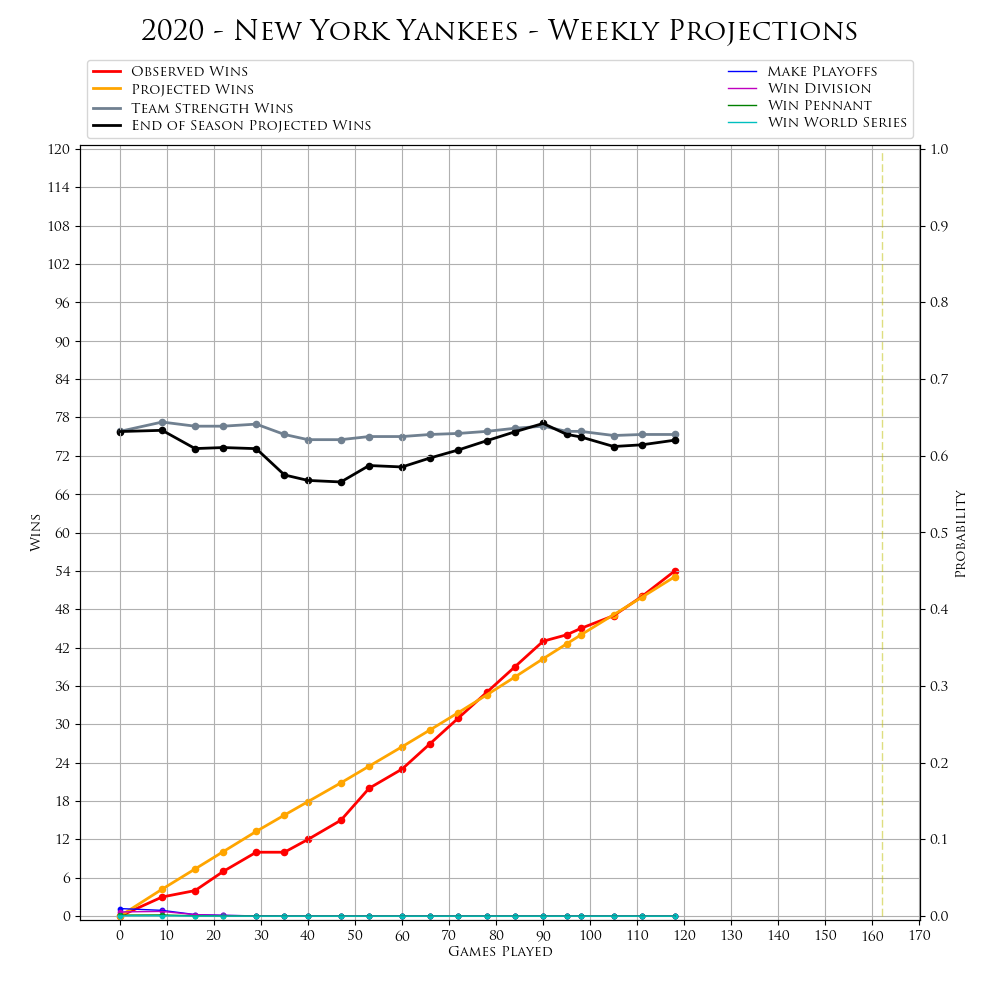 2020 - New York Yankees - Weekly Projections
Observed Wins
Projected Wins
Team Strength Wins
End of Season Projected Wins
Make Playoffs
Win Division
Win Pennant
Win World Series
120
114
108
102
96
90
84
78
72
66
60
54
48
42
36
30
24
18
12
6
0
Wins
1.0
0.9
0.8
0.7
0.6
0.5
0.4
0.3
0.2
0.1
0.0
Probability
0 10 20 30 40 50 60 70 80 90 100 110 120 130 140 150 160 170
Games Played